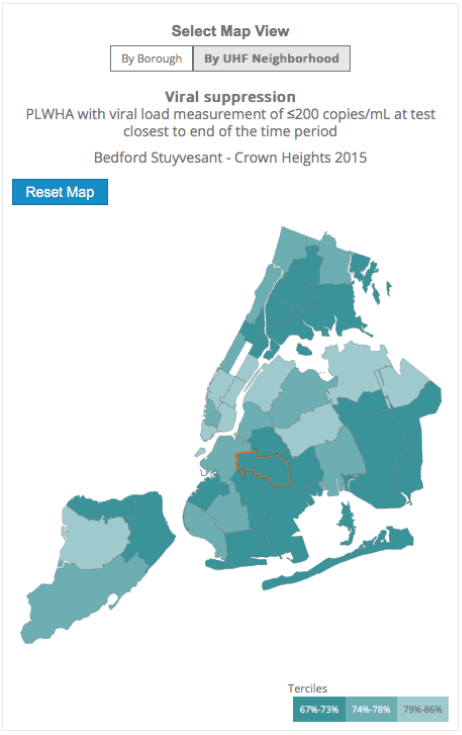 Select Map View
By Borough By UHF Neighborhood
Viral suppression
PLWHA with viral load measurement of ≤200 copies/mL at test
closest to end of the time period
Bedford Stuyvesant - Crown Heights 2015
Reset Map
Terciles
67%-73% 74%-78% 79%-86%